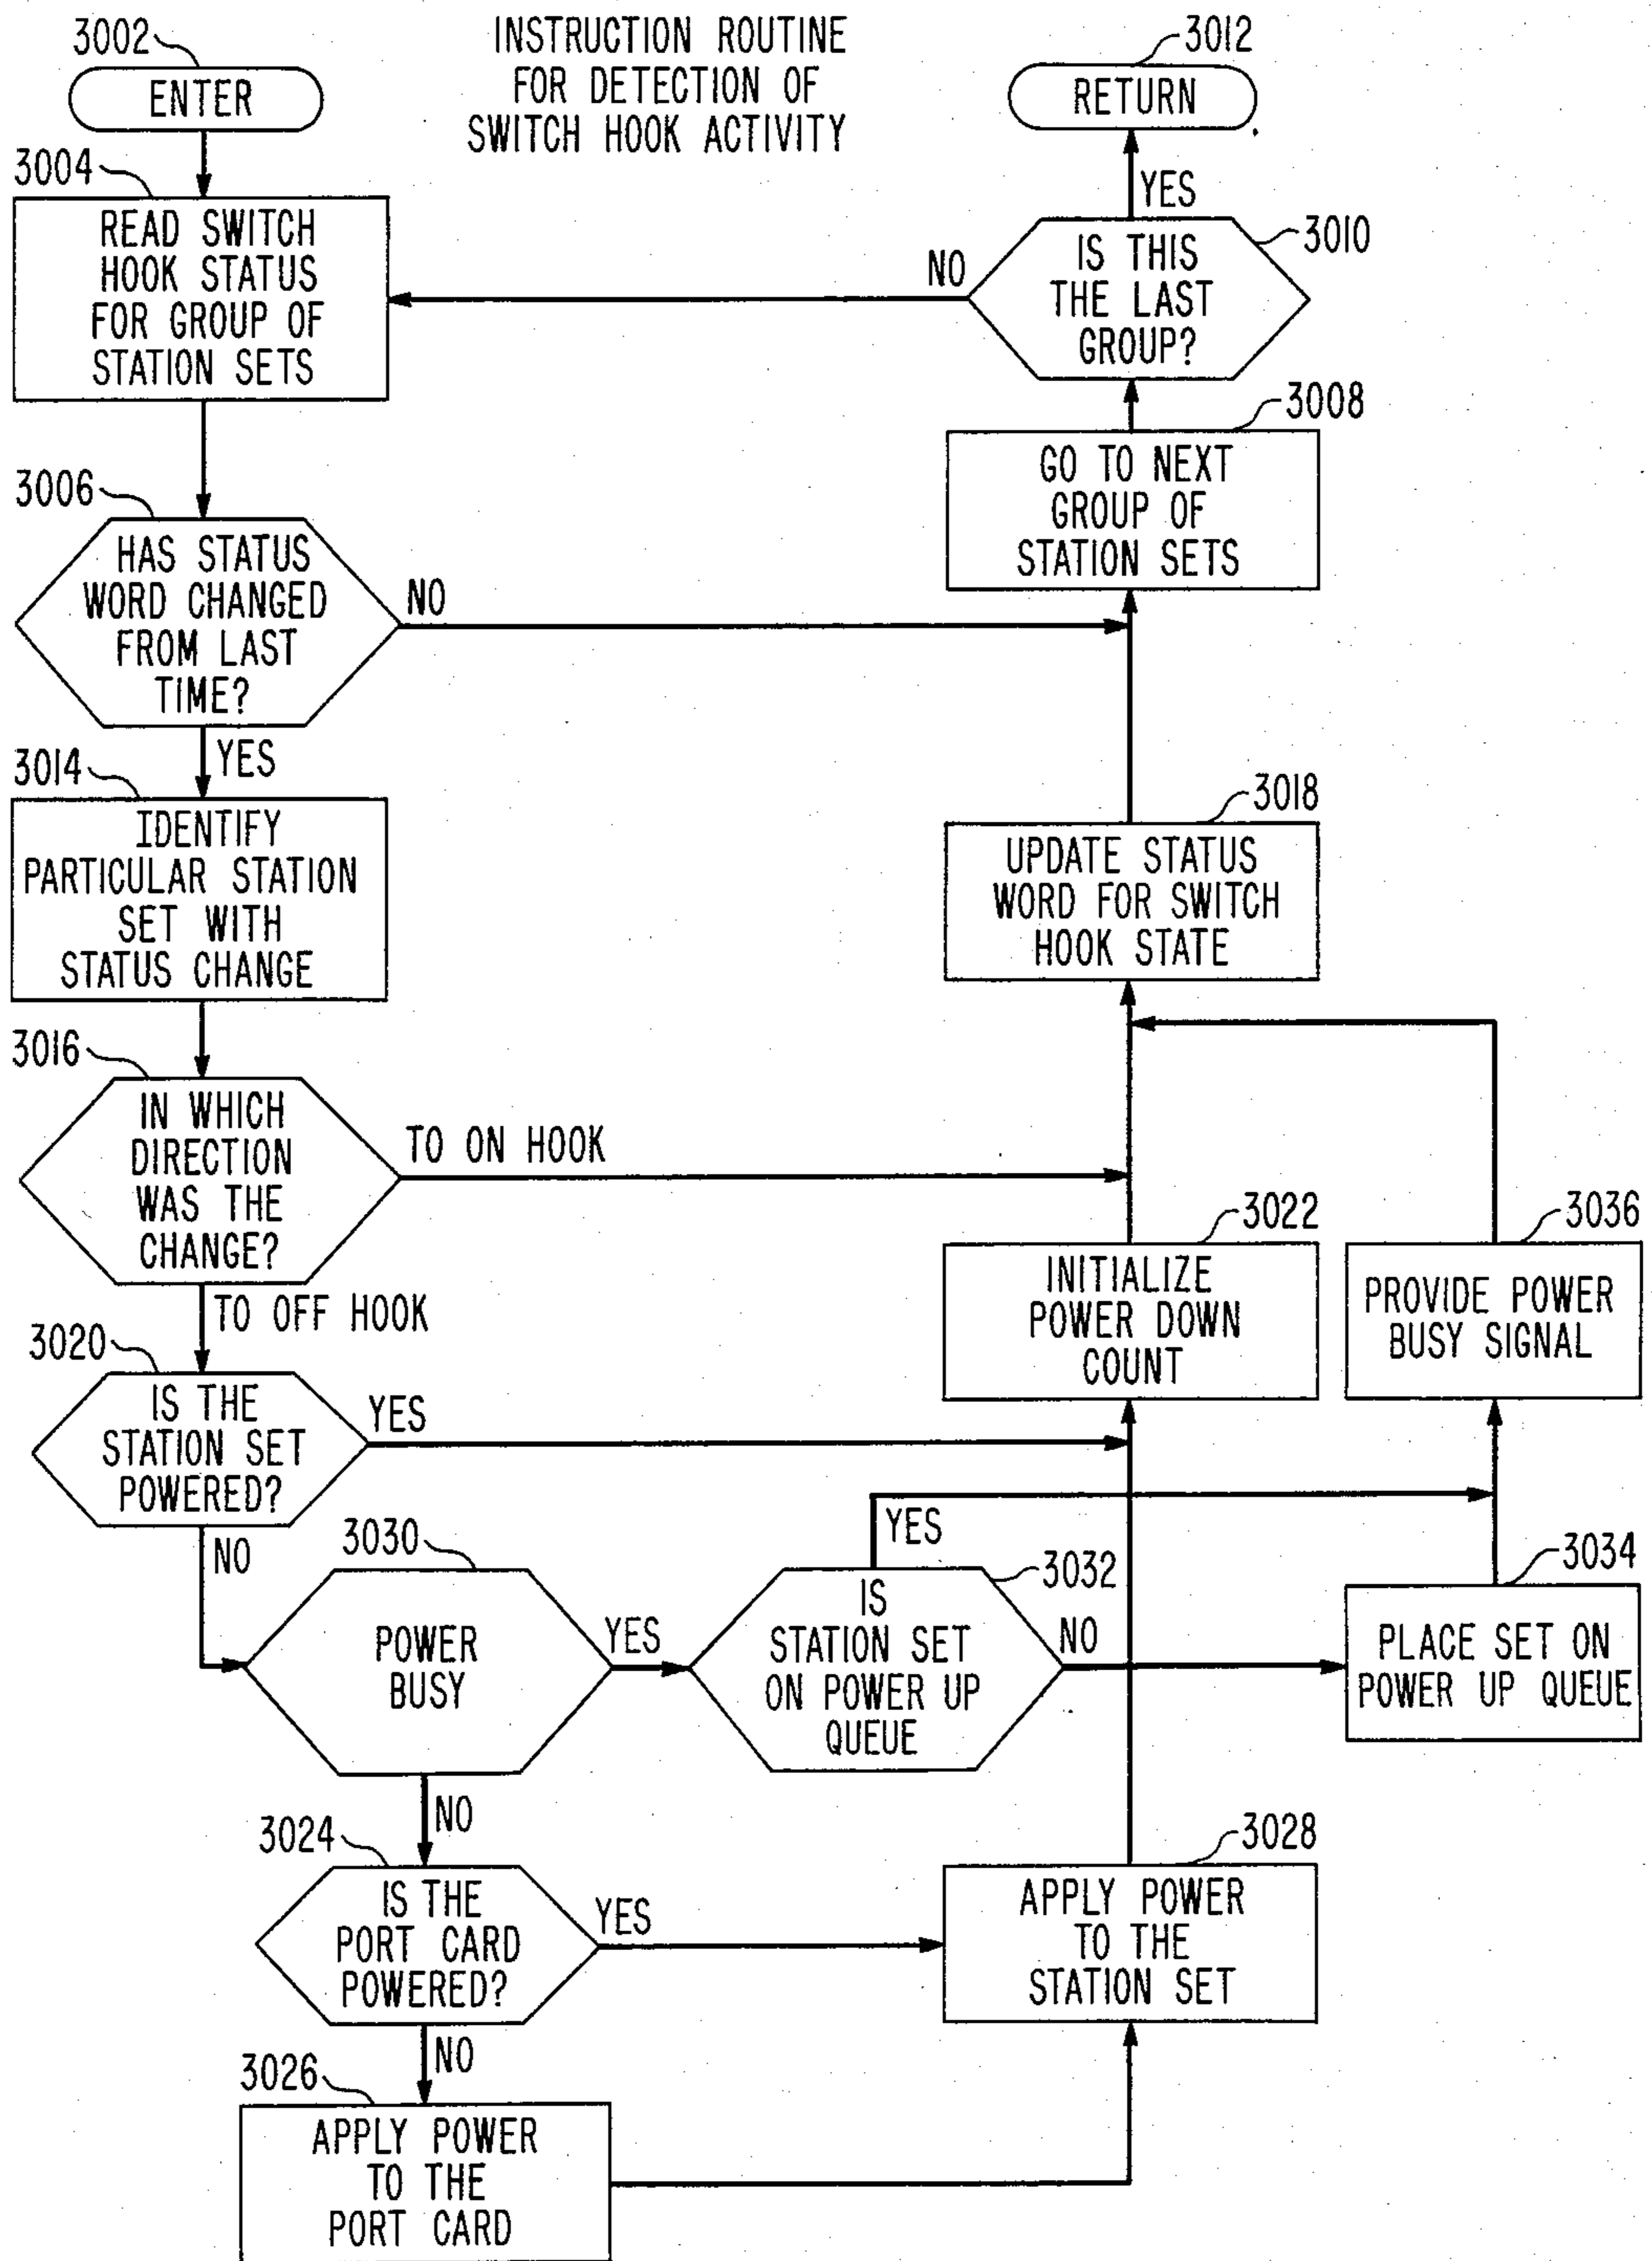 3002
ENTER
INSTRUCTION ROUTINE
FOR DETECTION OF
SWITCH HOOK ACTIVITY
3012
RETURN
YES
3004
READ SWITCH
HOOK STATUS
FOR GROUP OF
STATION SETS
3010
IS THIS
THE LAST
GROUP?
NO
3008
GO TO NEXT
GROUP OF
STATION SETS
3006
HAS STATUS
WORD CHANGED
FROM LAST
TIME?
NO
YES
3014
IDENTIFY
PARTICULAR STATION
SET WITH
STATUS CHANGE
3018
UPDATE STATUS
WORD FOR SWITCH
HOOK STATE
3016
IN WHICH
DIRECTION
WAS THE
CHANGE?
TO ON HOOK
TO OFF HOOK
3022
INITIALIZE
POWER DOWN
COUNT
3036
PROVIDE POWER
BUSY SIGNAL
3020
IS THE
STATION SET
POWERED?
YES
NO
3030
POWER
BUSY
YES
YES
3032
IS
STATION SET
ON POWER UP
QUEUE
NO
3034
PLACE SET ON
POWER UP QUEUE
NO
3024
IS THE
PORT CARD
POWERED?
YES
3028
APPLY POWER
TO THE
STATION SET
NO
3026
APPLY POWER
TO THE
PORT CARD